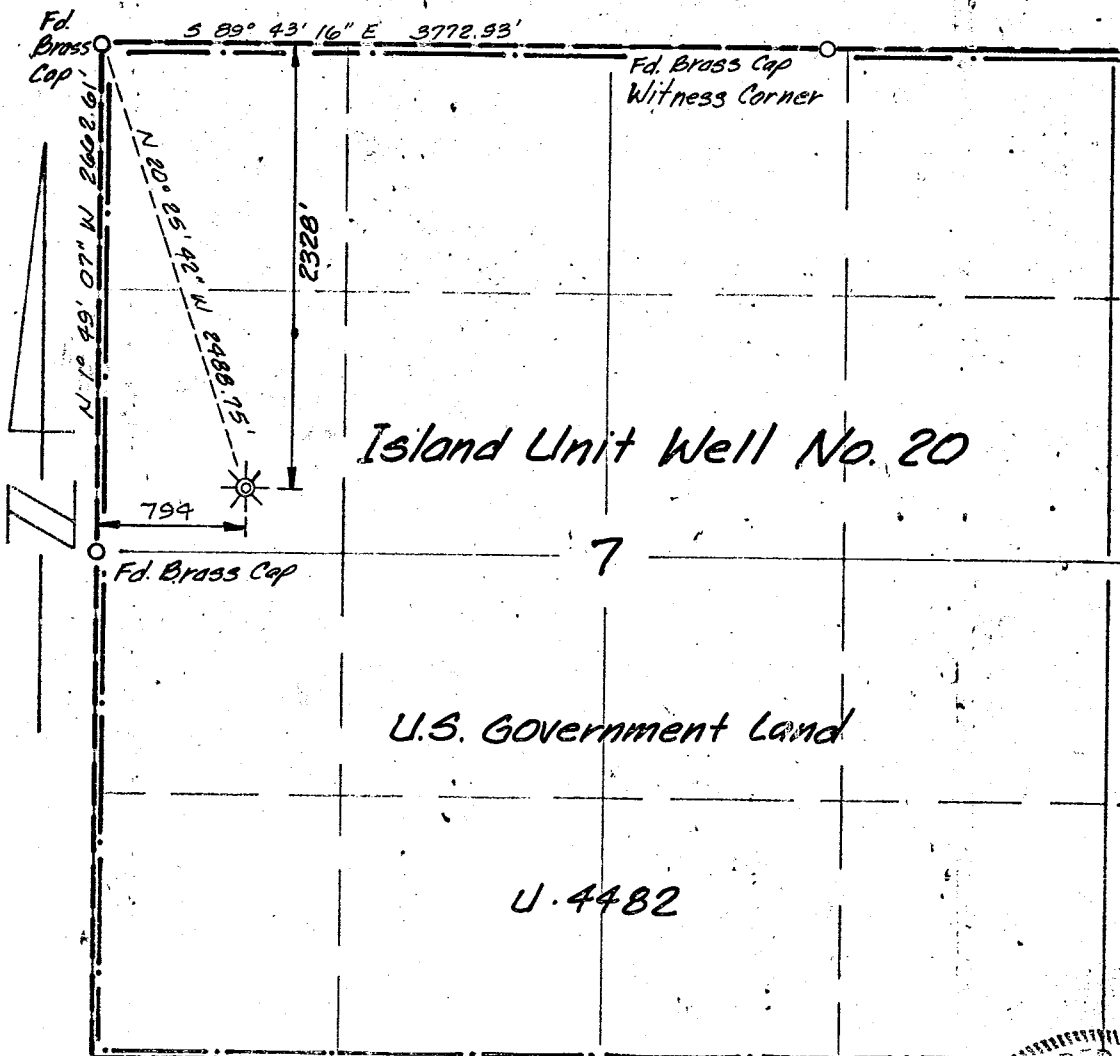 Fd.
Brass
Cap
S 89° 43' 16" E 3772.93'
Fd. Brass Cap
Witness Corner
N 1° 49' 07" W 2662.61'
N 20° 25' 42" W 2488.75'
2328'
Island Unit Well No. 20
794
7
Fd. Brass Cap
N
U.S. Government Land
U.4482